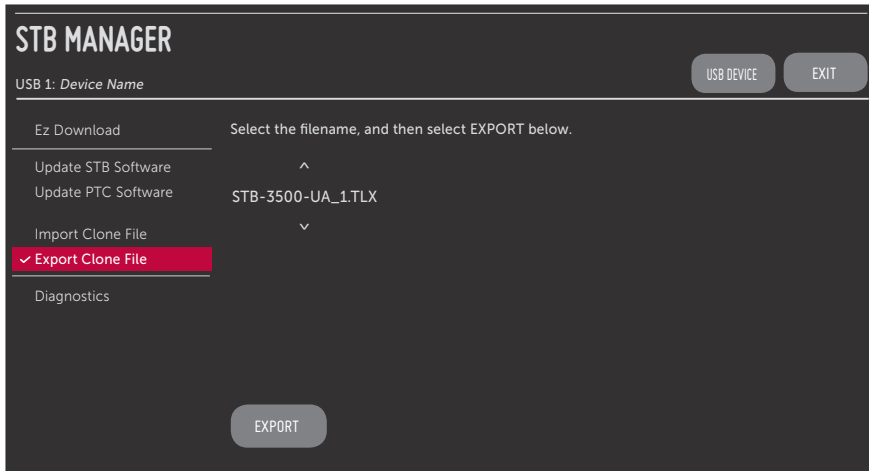 STB MANAGER
USB 1: Device Name
USB DEVICE
EXIT
Ez Download
Update STB Software
Update PTC Software
Import Clone File
✓ Export Clone File
Diagnostics
Select the filename, and then select EXPORT below.
STB-3500-UA_1.TLX
EXPORT